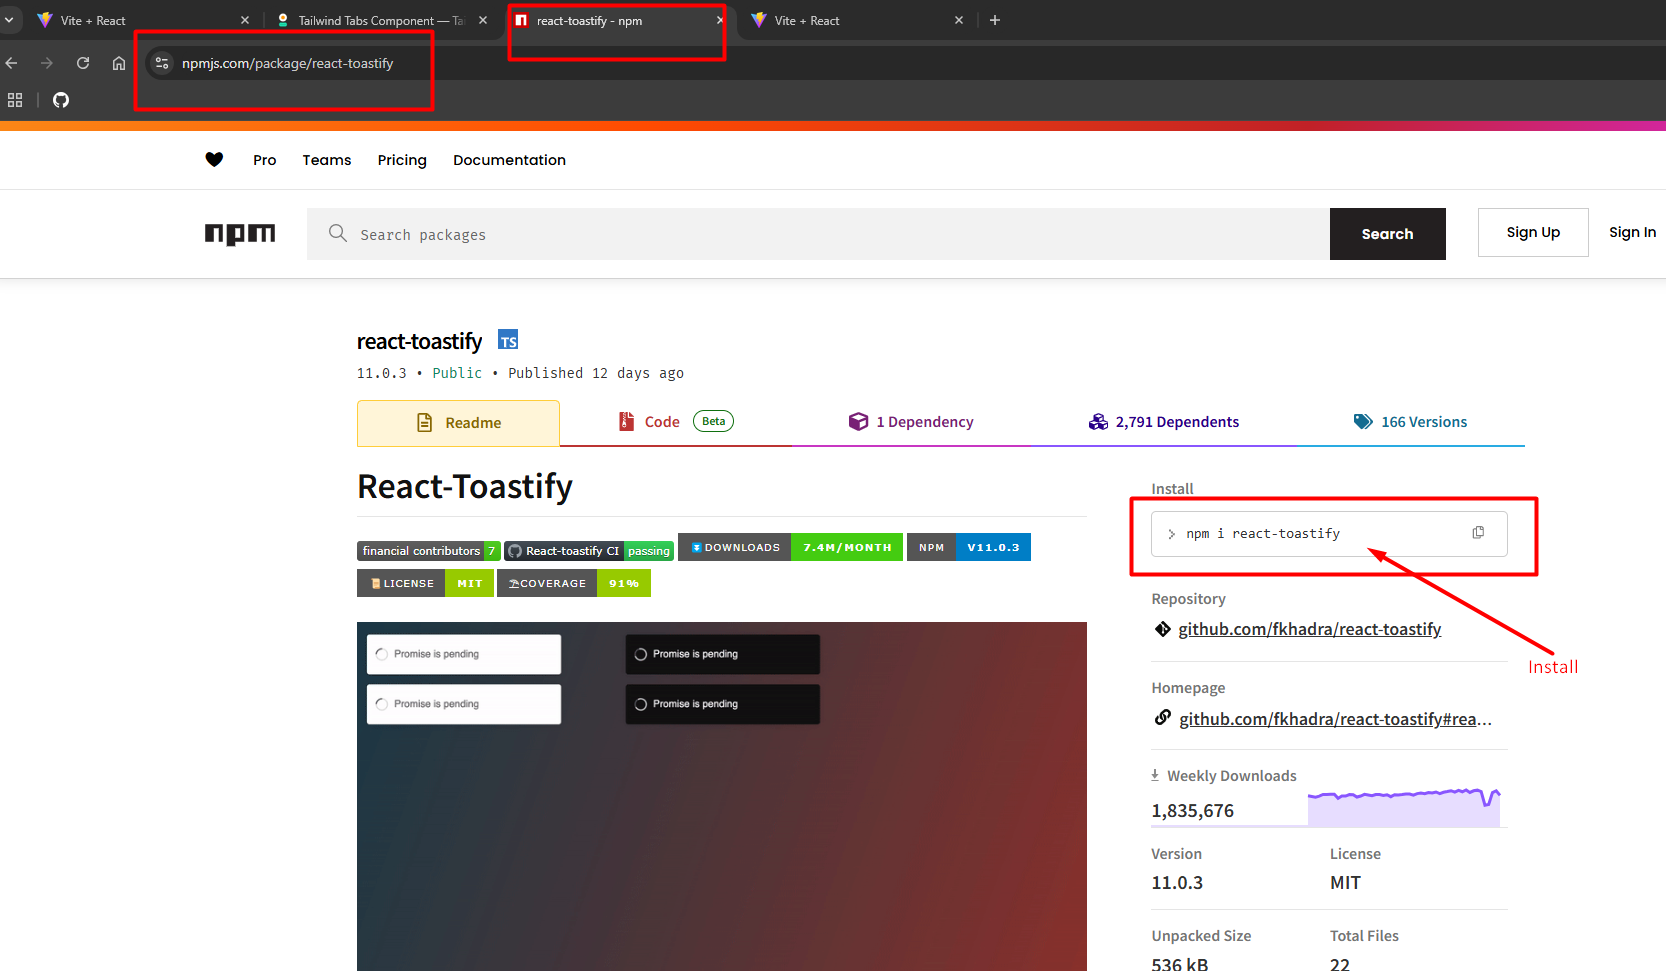 Vite + React
Tailwind Tabs Component — Tai
react-toastify - npm
Vite + React
npmjs.com/package/react-toastify
Pro Teams Pricing Documentation
npm
Search packages
Search
Sign Up
Sign In
react-toastify TS
11.0.3 • Public • Published 12 days ago
Readme
Code Beta
1 Dependency
2,791 Dependents
166 Versions
React-Toastify
financial contributors 7
React-toastify CI passing
DOWNLOADS 7.4M/MONTH
NPM V11.0.3
LICENSE MIT
COVERAGE 91%
Promise is pending
Promise is pending
Promise is pending
Promise is pending
Install
> npm i react-toastify
Install
Repository
github.com/fkhadra/react-toastify
Homepage
github.com/fkhadra/react-toastify#rea...
Weekly Downloads
1,835,676
Version License
11.0.3 MIT
Unpacked Size Total Files
536 kB 22